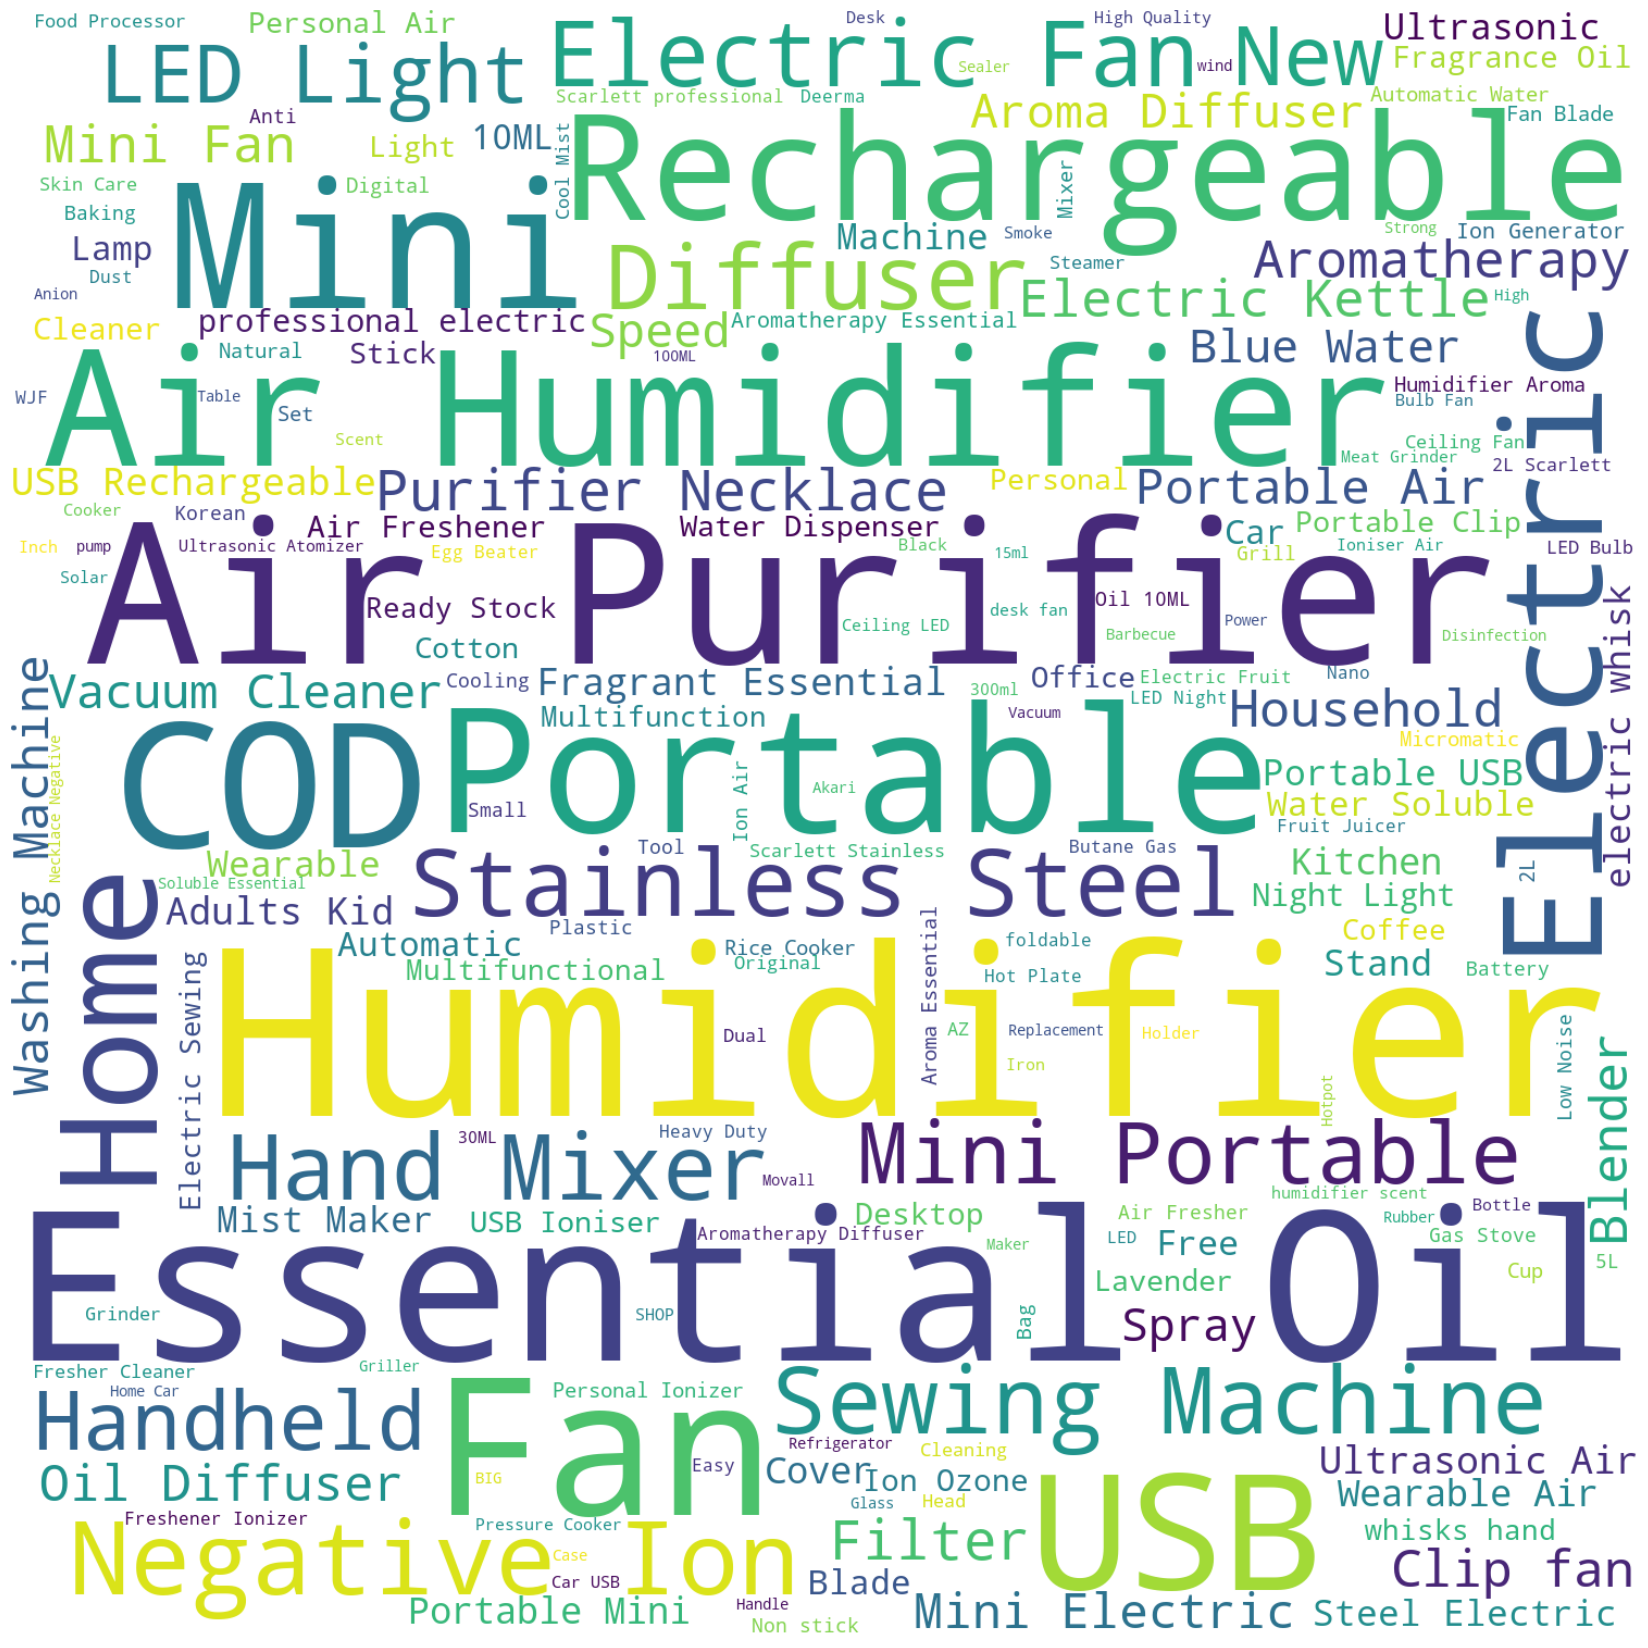 Food Processor
Personal Air
Desk
High Quality
Ultrasonic
LED Light
Electric Fan
New
wind
Sealer
Fragrance Oil
Scarlett professional
Deerma
Automatic Water
Anti
Aroma Diffuser
Fan Blade
Mini Fan
Light
10ML
Cool Mist
Rechargeable
Mixer
Skin Care
Digital
Mini
Baking
Strong
Ion Generator
Lamp
Machine
Smoke
Diffuser
Aromatherapy
Dust
Steamer
Anion
Electric Kettle
High
Cleaner
professional electric
Speed
Aromatherapy Essential
Natural
Stick
100ML
Blue Water
Electric
Air Humidifier
Humidifier Aroma
WJF
Table
Bulb Fan
Set
Scent
Ceiling Fan
Meat Grinder
2L Scarlett
USB Rechargeable
Purifier Necklace
Personal
Portable Air
Cooker
Korean
Air Freshener
Water Dispenser
Car
Portable Clip
Inch
pump
Ultrasonic Atomizer
Egg Beater
Black
15ml
Grill
Ioniser Air
LED Bulb
Solar
Air Purifier
Ready Stock
desk fan
Oil 10ML
Ceiling LED
Barbecue
Power
Disinfection
electric whisk
Cotton
Washing Machine
Vacuum Cleaner
Cooling
Fragrant Essential
300ml
Office
Electric Fruit
Nano
LED Night
Household
Multifunction
Vacuum
COD
Portable
Necklace Negative
Micromatic
Ion Air
Akari
Portable USB
Small
Water Soluble
Fruit Juicer
Wearable
Tool
Scarlett Stainless
Butane Gas
Kitchen
2L
Soluble Essential
Stainless Steel
Night Light
Home
Adults Kid
Plastic
Automatic
Rice Cooker
foldable
Coffee
Multifunctional
Original
Hot Plate
Stand
Battery
Electric Sewing
Humidifier
Aroma Essential
Dual
AZ
Replacement
Holder
Low Noise
Iron
Hotpot
Blender
30ML
Heavy Duty
Hand Mixer
Movall
Mini Portable
humidifier scent
Mist Maker
USB Ioniser
Desktop
Air Fresher
Rubber
Bottle
Aromatherapy Diffuser
Maker
LED
Free
Gas Stove
5L
Essential Oil
Lavender
Cup
Grinder
SHOP
Bag
Spray
Fresher Cleaner
Griller
Home Car
Personal Ionizer
Handheld
Fan
Sewing Machine
Refrigerator
Cleaning
Easy
Cover
Ultrasonic Air
Oil Diffuser
BIG
Ion Ozone
Wearable Air
Glass
Head
Freshener Ionizer
Pressure Cooker
USB
whisks hand
Negative Ion
Filter
Case
Car USB
Blade
Clip fan
Portable Mini
Handle
Non stick
Mini Electric
Steel Electric